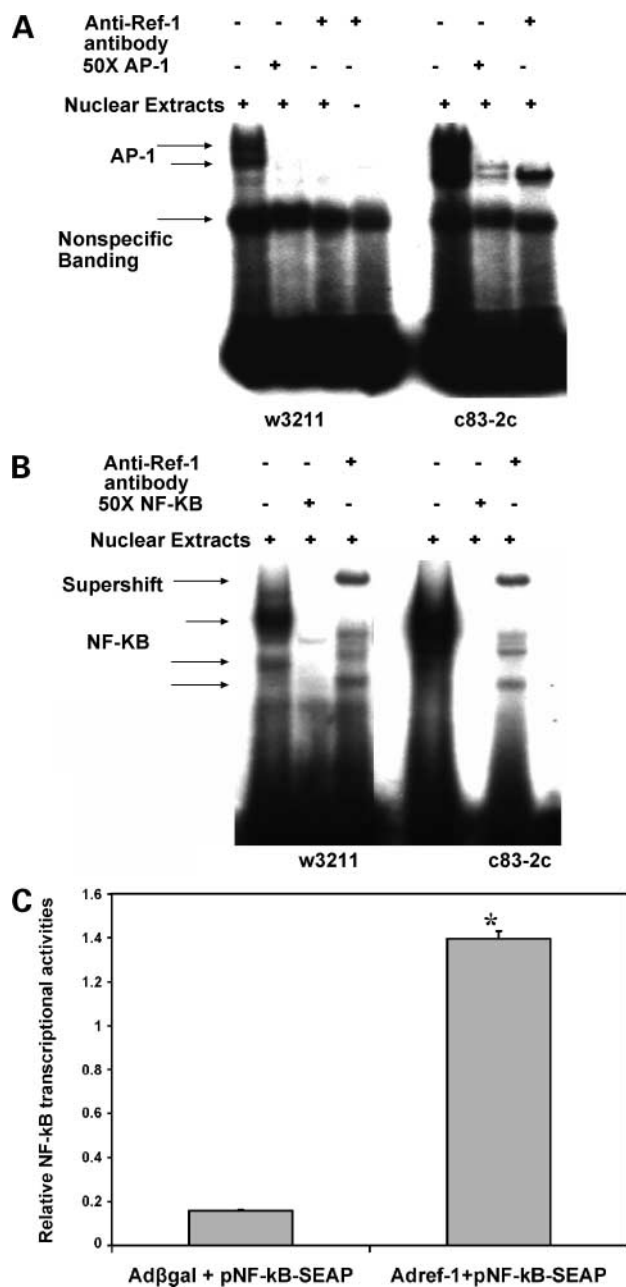 A
Anti-Ref-1 - - + + - - +
antibody
50X AP-1 - + - - - + -
Nuclear Extracts + + + - + + +
AP-1
Nonspecific
Banding
w3211 c83-2c
B
Anti-Ref-1 - - + - - +
antibody
50X NF-KB - + - - + -
Nuclear Extracts + + + + + +
Supershift
NF-KB
w3211 c83-2c
C
Relative NF-kB transcriptional activities
1.6
1.4
1.2
1
0.8
0.6
0.4
0.2
0
*
Adβgal + pNF-kB-SEAP Adref-1+pNF-kB-SEAP